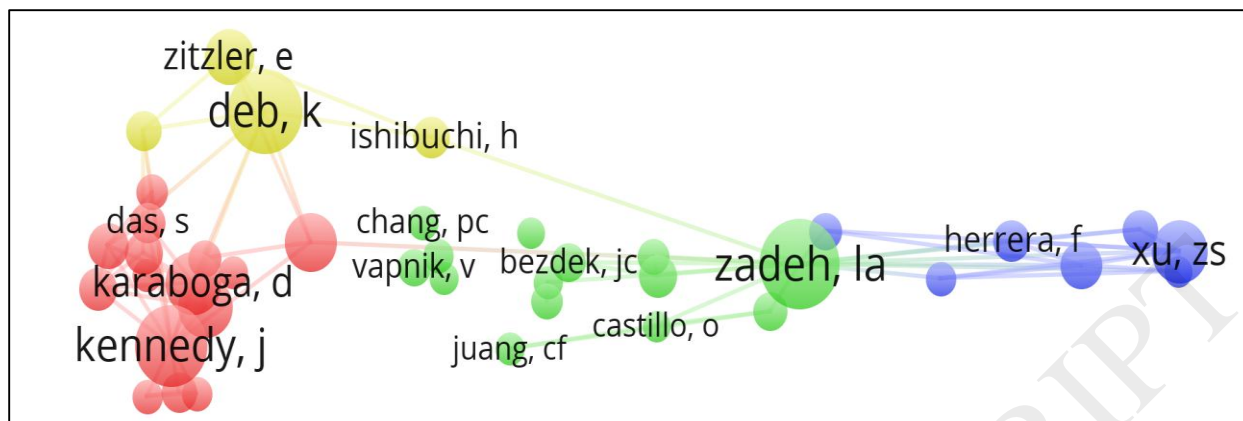 zitzler, e
deb, k
ishibuchi, h
das, s
chang, pc
herrera, f
xu, zs
vapnik, v
bezdek, jc
zadeh, la
karaboga, d
castillo, o
kennedy, j
juang, cf
RIPT